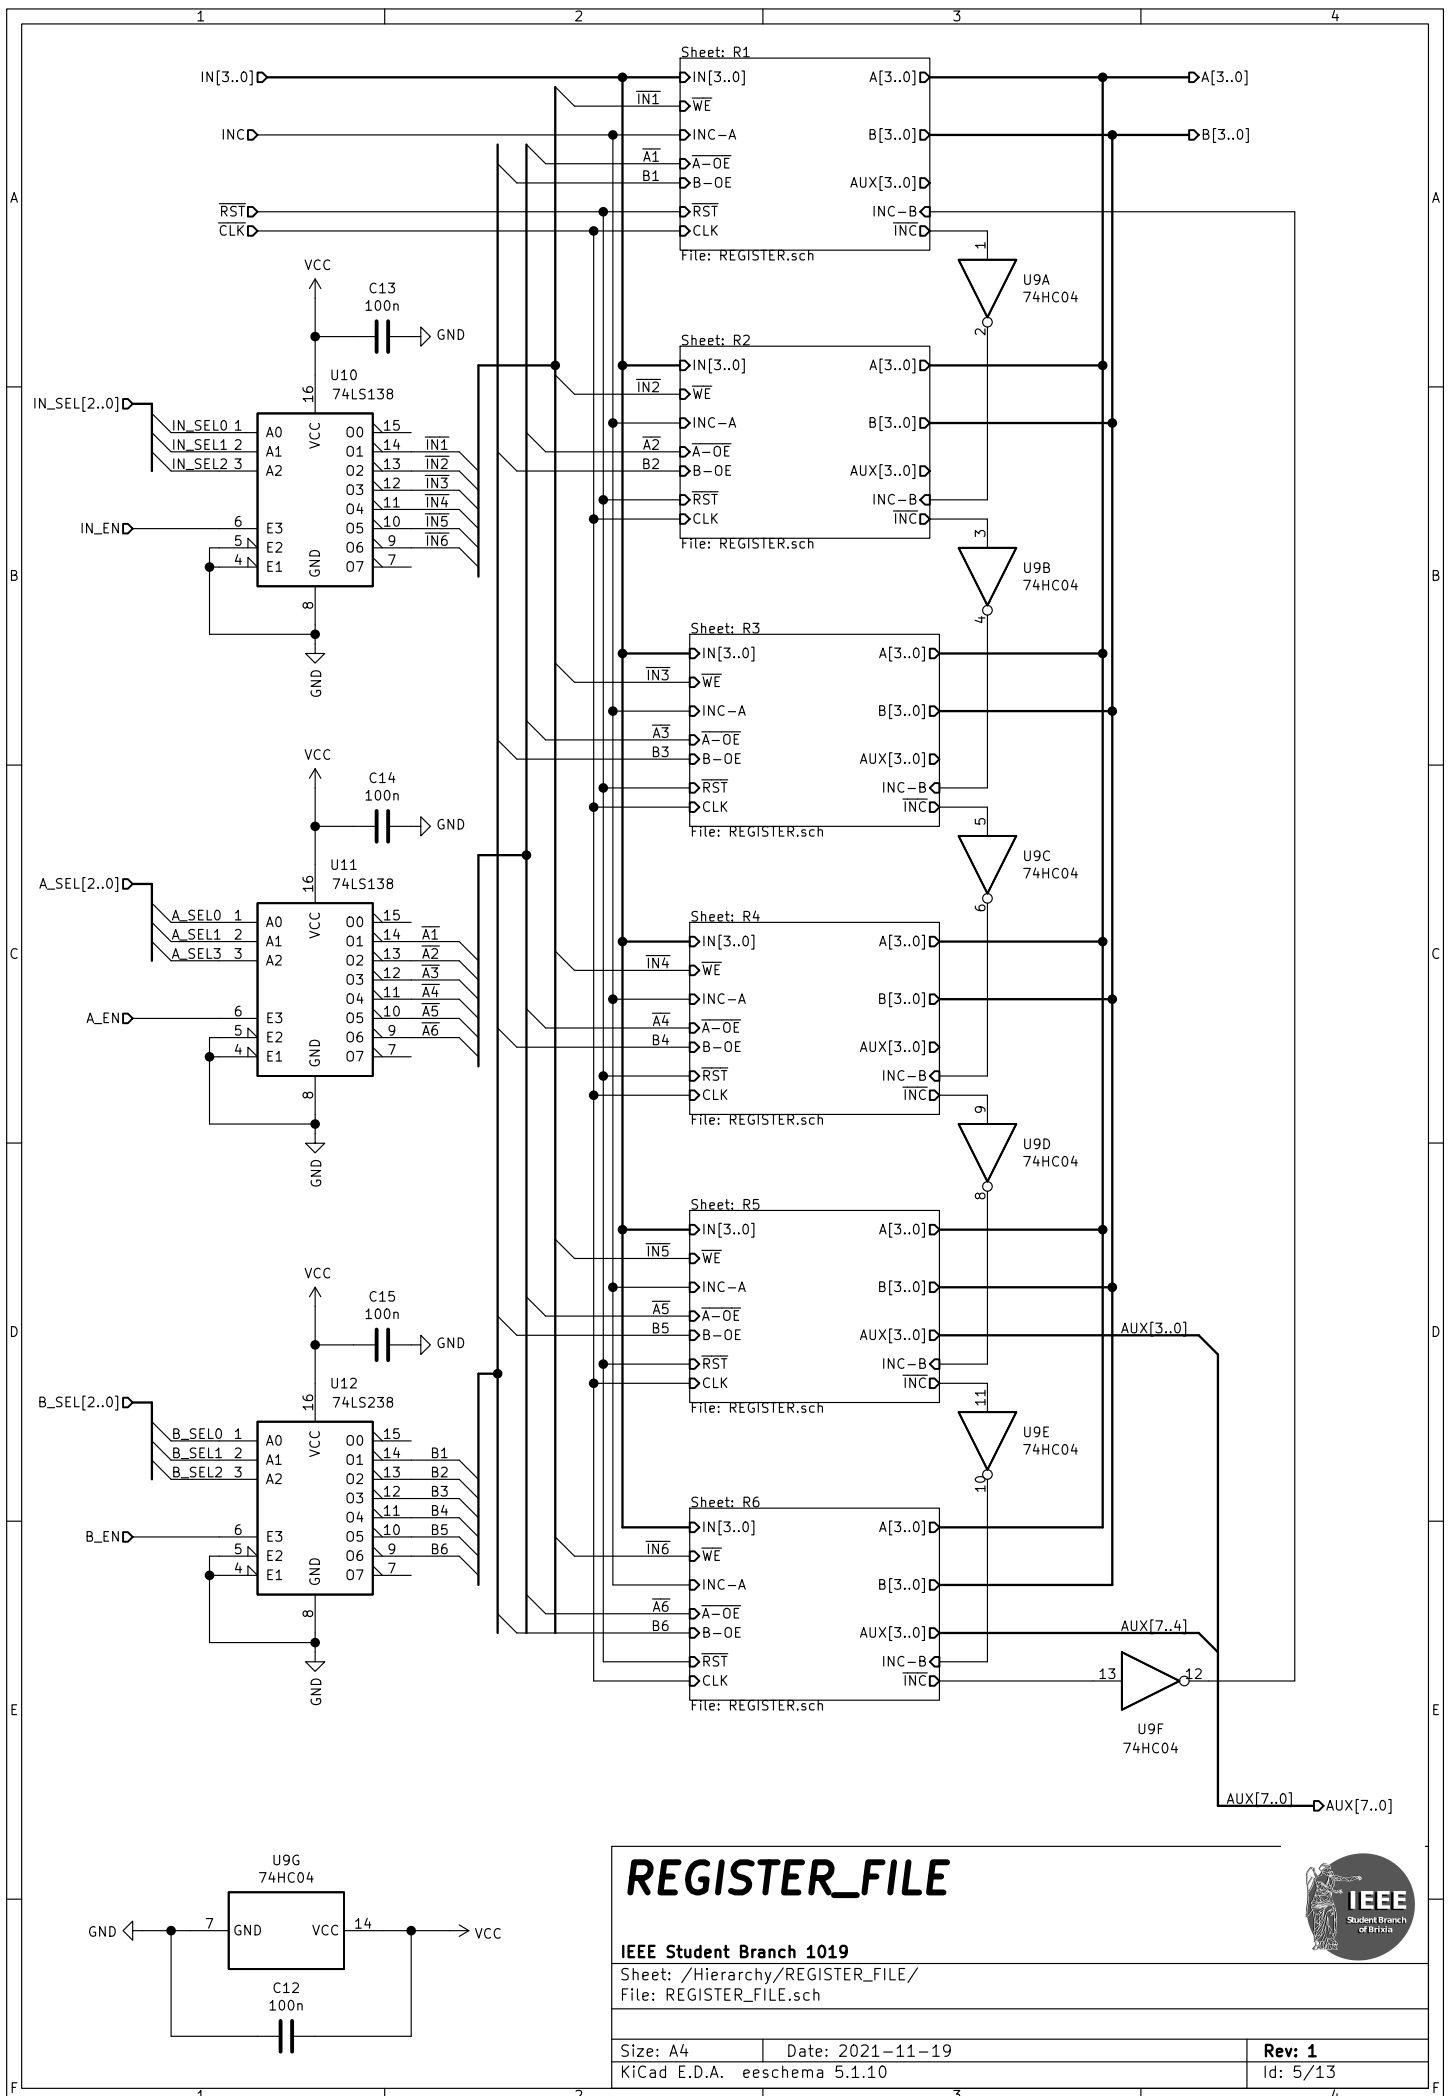 1 2 3 4
Sheet: R1
IN[3..0] IN[3..0] A[3..0] A[3..0]
IN1 WE
INC INC-A B[3..0] B[3..0]
A1 A-OE
B1 B-OE AUX[3..0]
A A
RST RST INC-B
CLK CLK INC
File: REGISTER.sch
1
U9A
74HC04
2
VCC
C13
100n
GND
Sheet: R2
IN[3..0] A[3..0]
IN2 WE
INC-A B[3..0]
A2 A-OE
B2 B-OE AUX[3..0]
RST INC-B
CLK INC
File: REGISTER.sch
3
U9B
74HC04
4
U10
74LS138
16
IN_SEL[2..0]
IN_SEL0 1 A0 VCC O0 15
IN_SEL1 2 A1 O1 14 IN1
IN_SEL2 3 A2 O2 13 IN2
O3 12 IN3
O4 11 IN4
IN_EN 6 E3 O5 10 IN5
5 E2 GND O6 9 IN6
4 E1 O7 7
8
GND
B B
Sheet: R3
IN[3..0] A[3..0]
IN3 WE
INC-A B[3..0]
A3 A-OE
B3 B-OE AUX[3..0]
RST INC-B
CLK INC
File: REGISTER.sch
5
U9C
74HC04
6
VCC
C14
100n
GND
U11
74LS138
16
A_SEL[2..0]
A_SEL0 1 A0 VCC O0 15
A_SEL1 2 A1 O1 14 A1
A_SEL3 3 A2 O2 13 A2
O3 12 A3
O4 11 A4
A_EN 6 E3 O5 10 A5
5 E2 GND O6 9 A6
4 E1 O7 7
8
GND
C C
Sheet: R4
IN[3..0] A[3..0]
IN4 WE
INC-A B[3..0]
A4 A-OE
B4 B-OE AUX[3..0]
RST INC-B
CLK INC
File: REGISTER.sch
9
U9D
74HC04
8
Sheet: R5
IN[3..0] A[3..0]
IN5 WE
INC-A B[3..0]
A5 A-OE
B5 B-OE AUX[3..0] AUX[3..0]
RST INC-B
CLK INC
File: REGISTER.sch
11
U9E
74HC04
10
VCC
C15
100n
GND
D D
U12
74LS238
16
B_SEL[2..0]
B_SEL0 1 A0 VCC O0 15
B_SEL1 2 A1 O1 14 B1
B_SEL2 3 A2 O2 13 B2
O3 12 B3
O4 11 B4
B_EN 6 E3 O5 10 B5
5 E2 GND O6 9 B6
4 E1 O7 7
8
GND
Sheet: R6
IN[3..0] A[3..0]
IN6 WE
INC-A B[3..0]
A6 A-OE
B6 B-OE AUX[3..0] AUX[7..4]
RST INC-B
CLK INC
File: REGISTER.sch
13 12
U9F
74HC04
E E
AUX[7..0] AUX[7..0]
U9G
74HC04
GND 7 GND VCC 14 VCC
C12
100n
REGISTER_FILE
IEEE
Student Branch
of Brixia
IEEE Student Branch 1019
Sheet: /Hierarchy/REGISTER_FILE/
File: REGISTER_FILE.sch
Size: A4 Date: 2021-11-19 Rev: 1
KiCad E.D.A. eeschema 5.1.10 Id: 5/13
F F
1 2 3 4